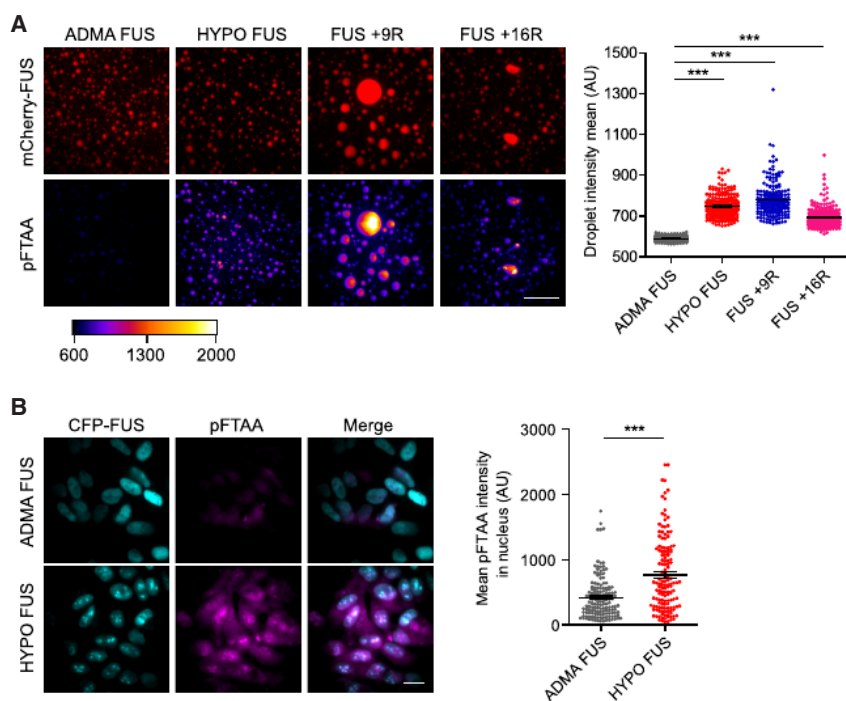 A
ADMA FUS HYPO FUS FUS +9R FUS +16R
mCherry-FUS
pFTAA
600 1300 2000
Droplet intensity mean (AU)
1500
1300
1100
900
700
500
***
***
***
ADMA FUS
HYPO FUS
FUS +9R
FUS +16R
B
CFP-FUS pFTAA Merge
ADMA FUS
HYPO FUS
Mean pFTAA intensity
in nucleus (AU)
3000
2000
1000
0
***
ADMA FUS
HYPO FUS